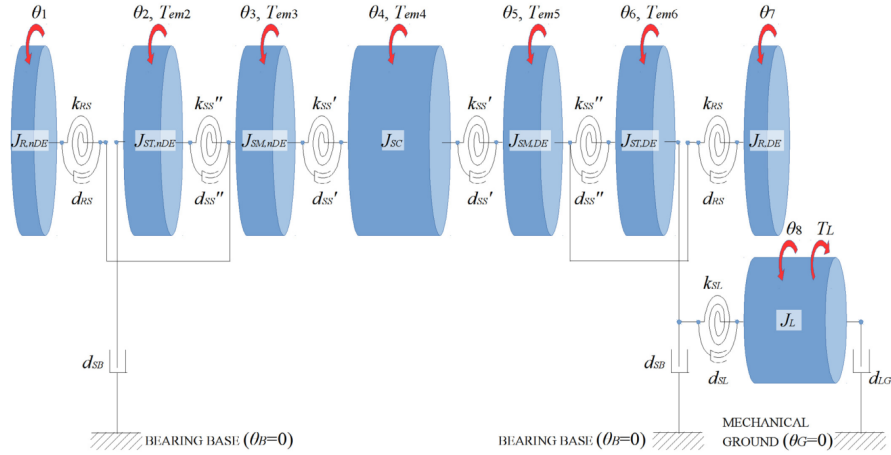 θ1
θ2, Tem2
θ3, Tem3
θ4, Tem4
θ5, Tem5
θ6, Tem6
θ7
kRS
kSS''
kSS'
kSS'
kSS''
kRS
JR,nDE
JST,nDE
JSM,nDE
JSC
JSM,DE
JST,DE
JR,DE
dRS
dSS''
dSS'
dSS'
dSS''
dRS
θ8
TL
kSL
JL
dSB
dSB
dSL
dLG
BEARING BASE (θB=0)
BEARING BASE (θB=0)
MECHANICAL
GROUND (θG=0)